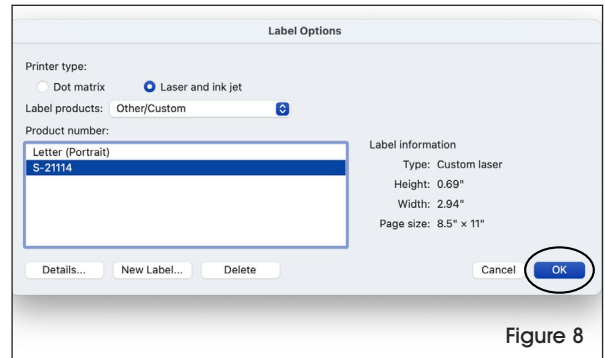 Label Options
Printer type:
Dot matrix
Laser and ink jet
Label products: Other/Custom
Product number:
Letter (Portrait)
S-21114
Label information
Type: Custom laser
Height: 0.69"
Width: 2.94"
Page size: 8.5" × 11"
Details...
New Label...
Delete
Cancel
OK
Figure 8